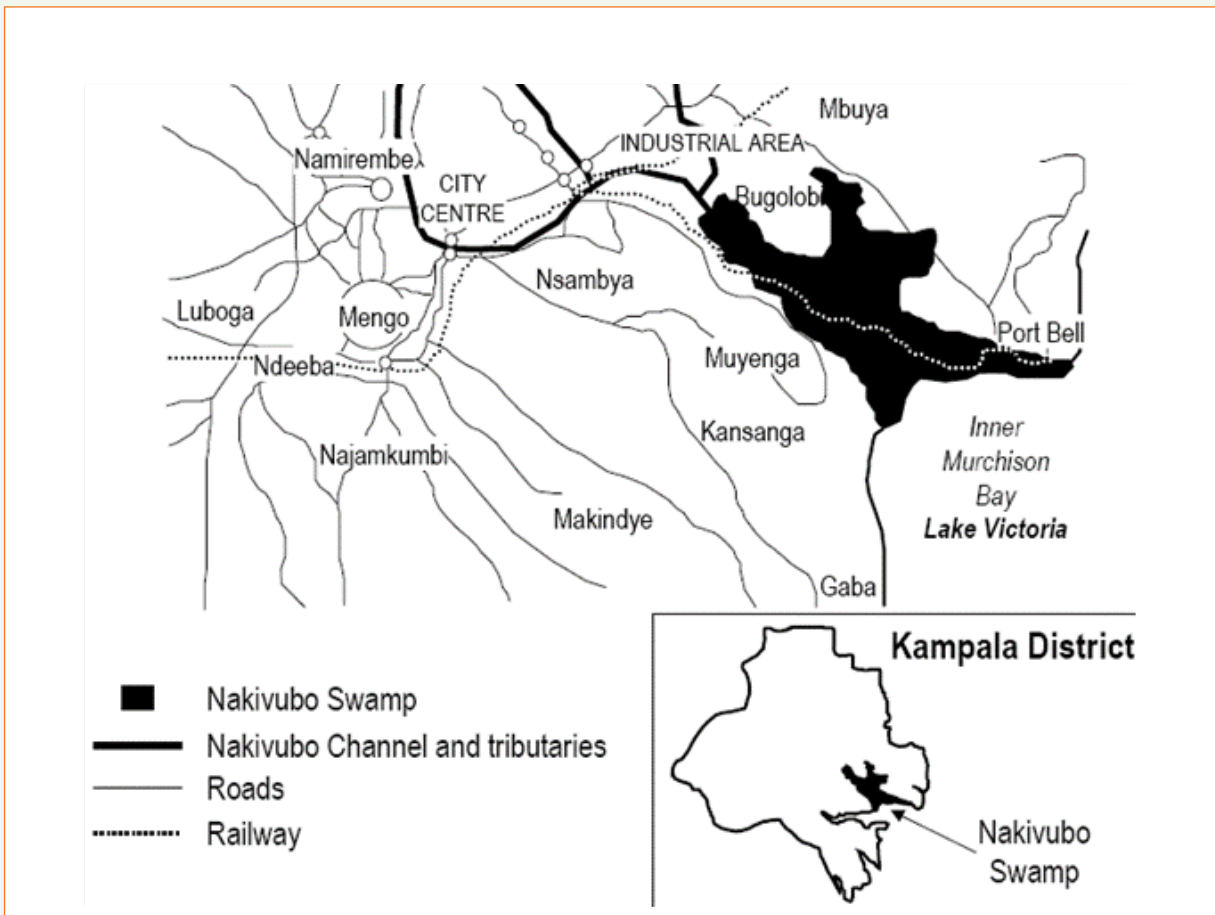 Mbuya
INDUSTRIAL AREA
Namirembe
CITY
CENTRE
Bugolobi
Nsambya
Luboga
Mengo
Port Bell
Muyenga
Ndeeba
Kansanga
Inner
Murchison
Bay
Lake Victoria
Najamkumbi
Makindye
Gaba
Kampala District
Nakivubo Swamp
Nakivubo Channel and tributaries
Roads
Railway
Nakivubo
Swamp